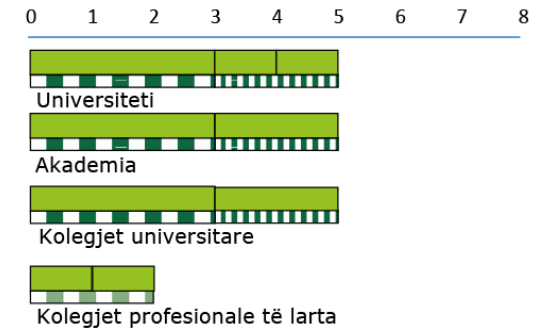 0 1 2 3 4 5 6 7 8
Universiteti
Akademia
Kolegjet universitare
Kolegjet profesionale të larta